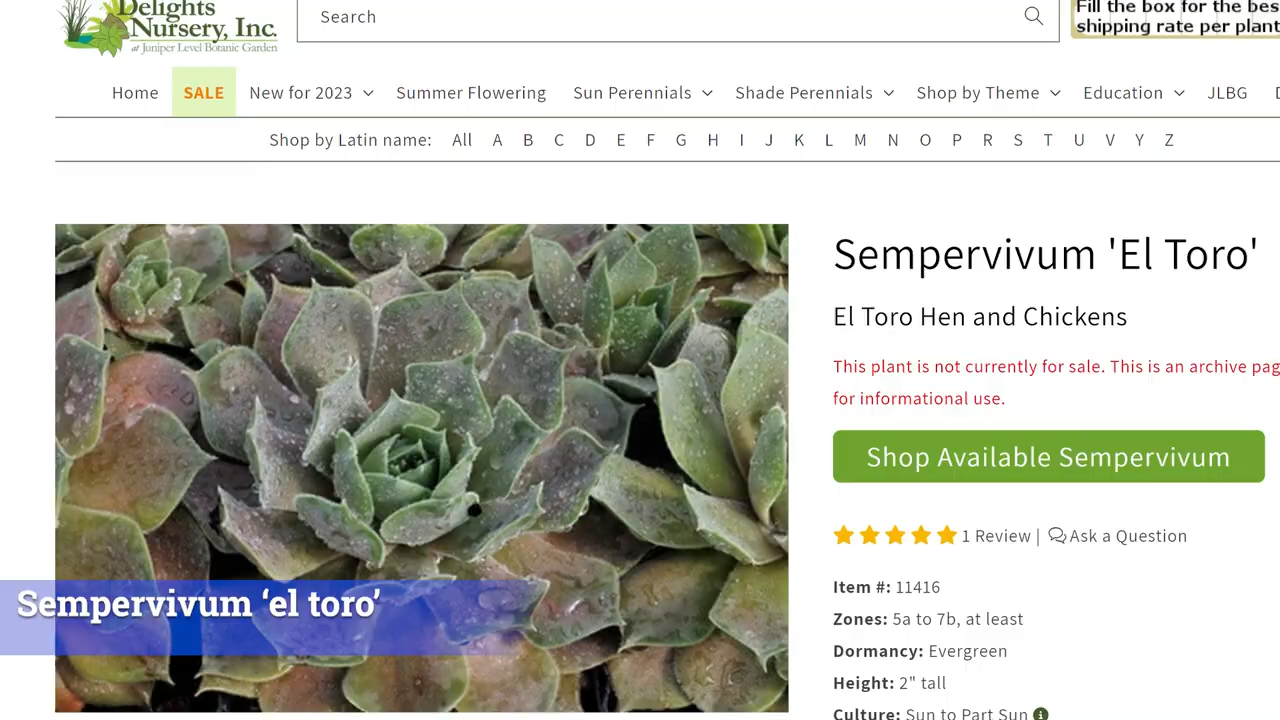 Delights
Nursery, Inc.
at Juniper Level Botanic Garden
Search
Fill the box for the bes
shipping rate per plant
Home SALE New for 2023 Summer Flowering Sun Perennials Shade Perennials Shop by Theme Education JLBG
Shop by Latin name: All A B C D E F G H I J K L M N O P R S T U V Y Z
Sempervivum 'El Toro'
El Toro Hen and Chickens
This plant is not currently for sale. This is an archive pag
for informational use.
Shop Available Sempervivum
1 Review | Ask a Question
Item #: 11416
Zones: 5a to 7b, at least
Dormancy: Evergreen
Height: 2" tall
Culture: Sun to Part Sun
Sempervivum ‘el toro’